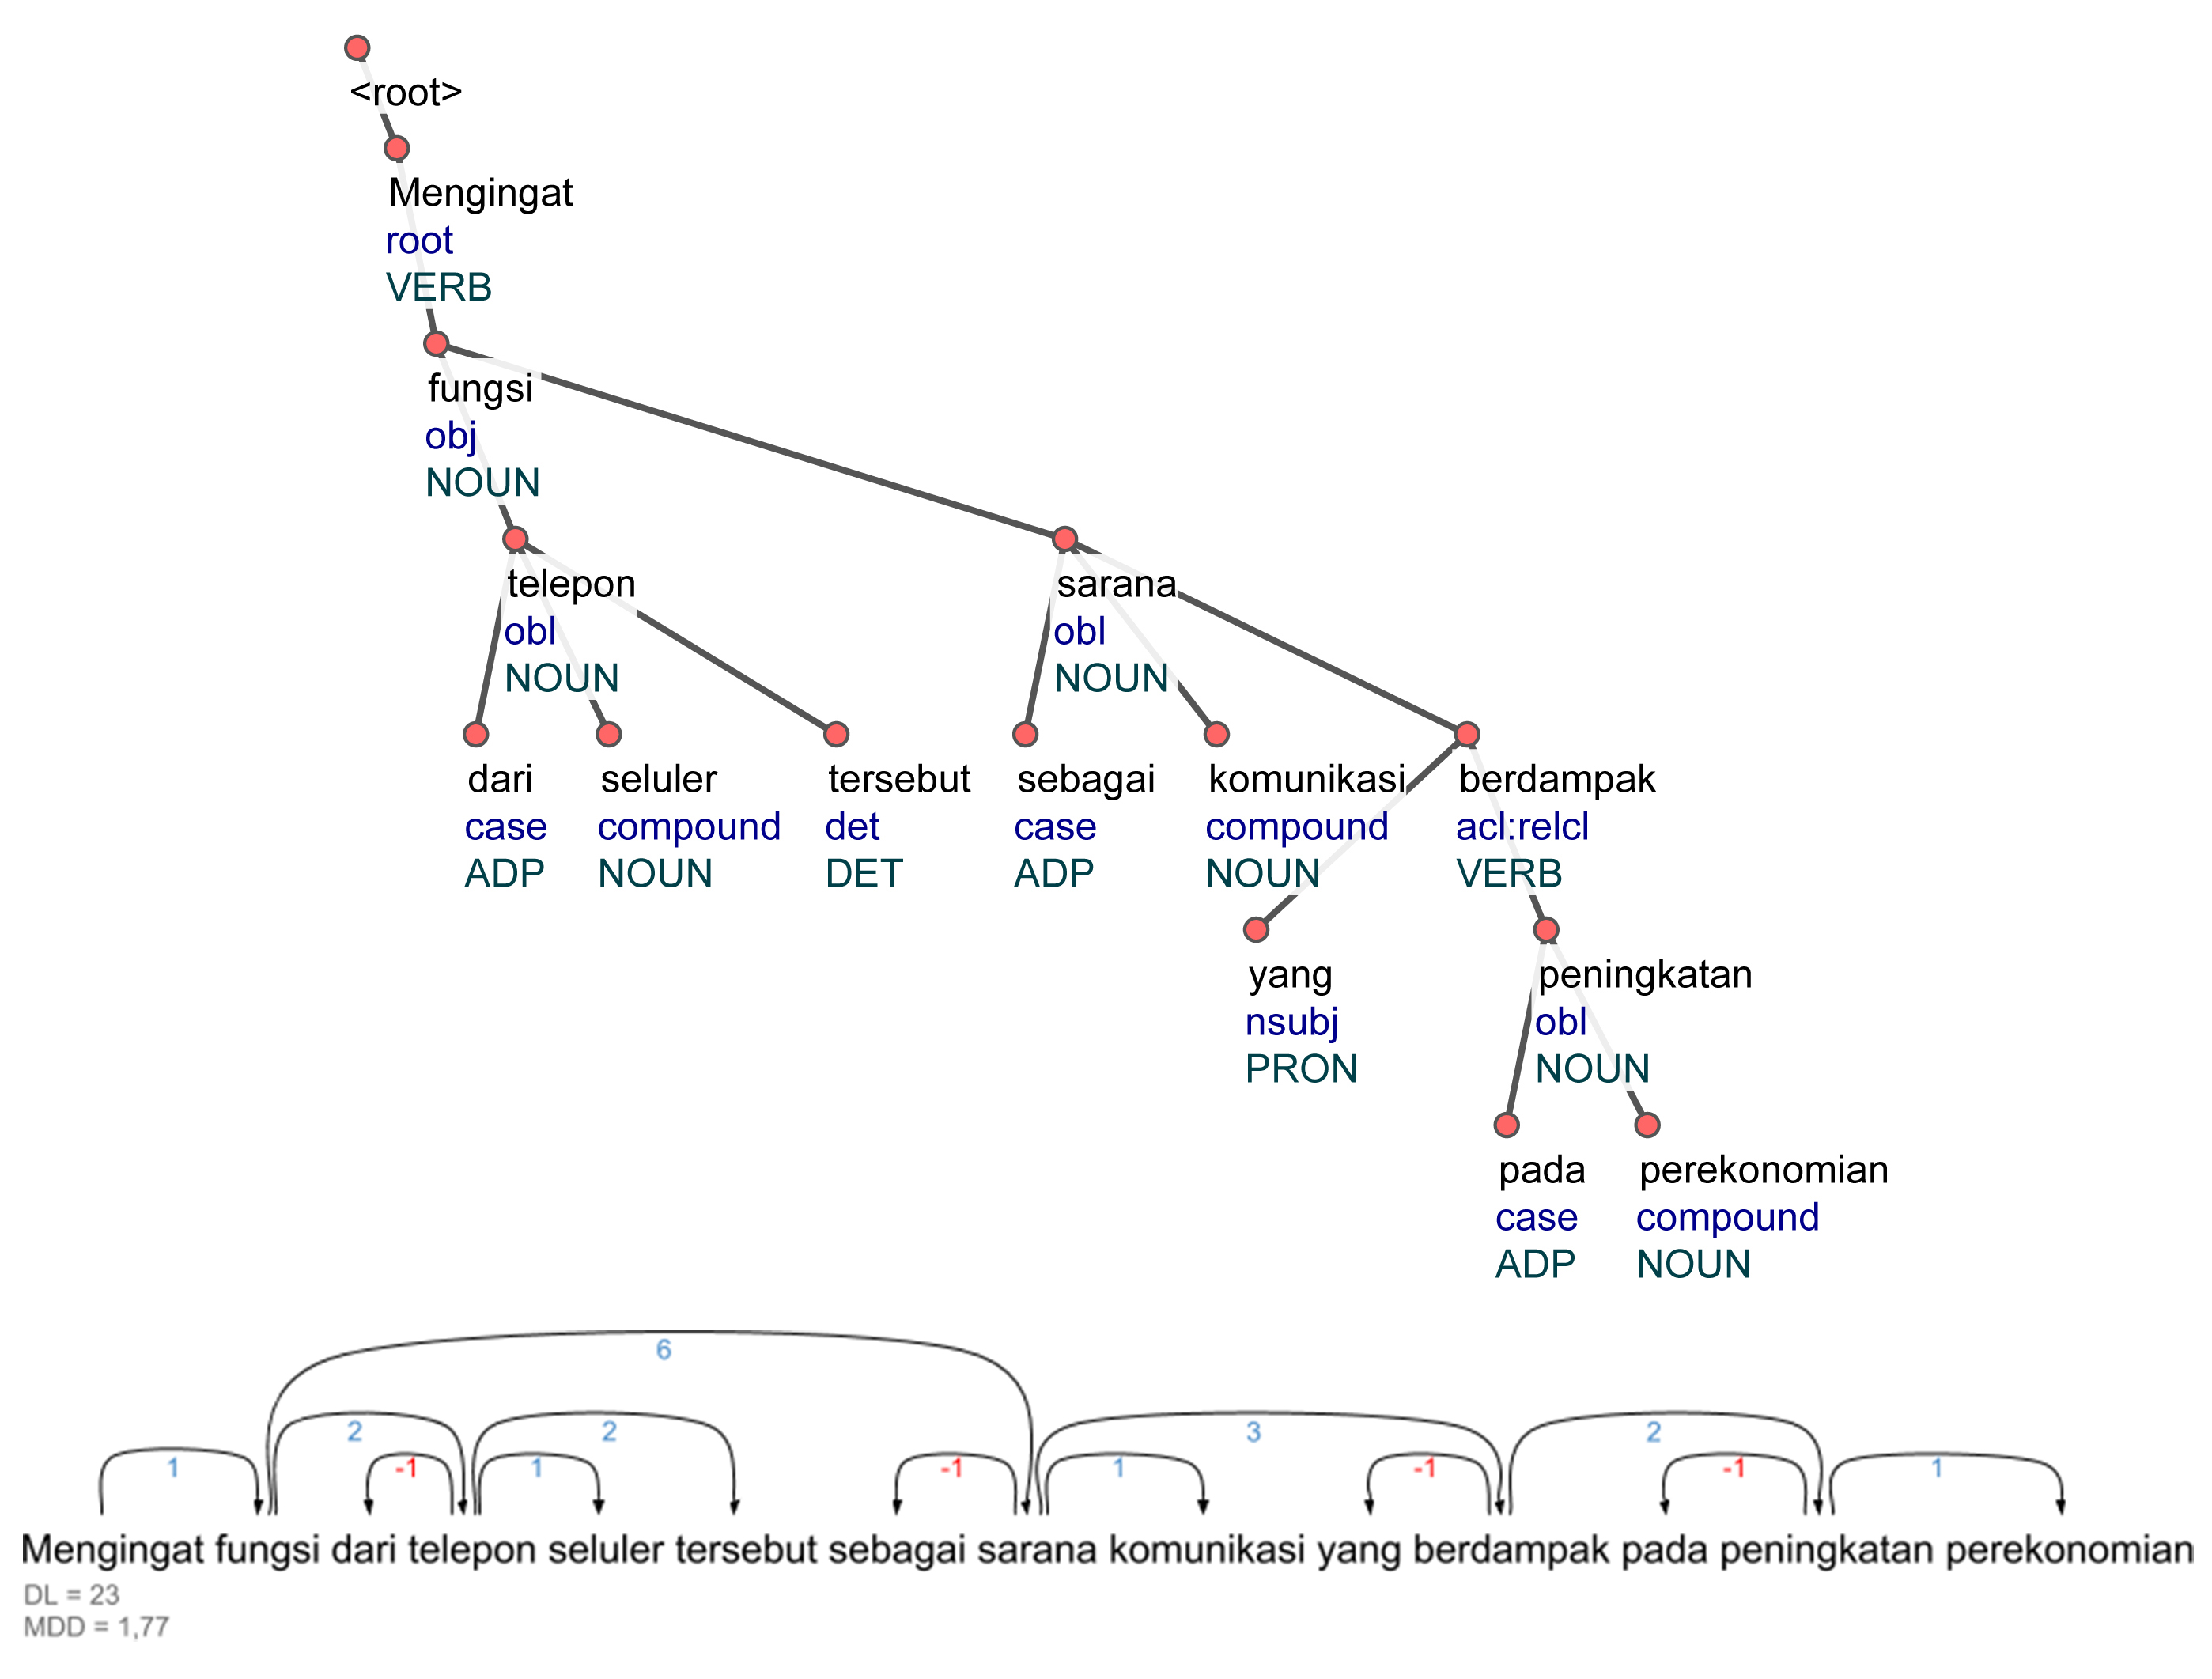 <root>
Mengingat
root
VERB
fungsi
obj
NOUN
telepon sarana
obl obl
NOUN NOUN
dari seluler tersebut sebagai komunikasi berdampak
case compound det case compound acl:relcl
ADP NOUN DET ADP NOUN VERB
yang peningkatan
nsubj obl
PRON NOUN
pada perekonomian
case compound
ADP NOUN
6
2 2 3 2
1 -1 1 -1 1 -1 -1 1
Mengingat fungsi dari telepon seluler tersebut sebagai sarana komunikasi yang berdampak pada peningkatan perekonomian
DL = 23
MDD = 1,77